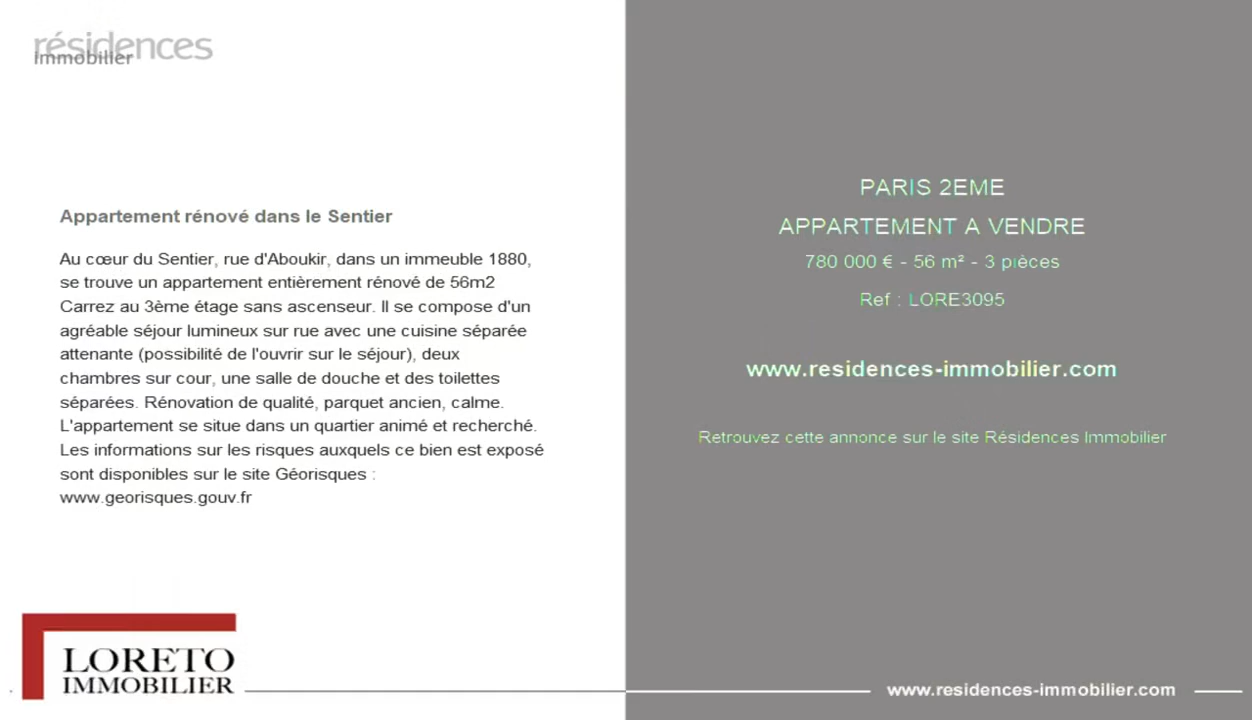 résidences
immobilier
Appartement rénové dans le Sentier
Au cœur du Sentier, rue d'Aboukir, dans un immeuble 1880,
se trouve un appartement entièrement rénové de 56m2
Carrez au 3ème étage sans ascenseur. Il se compose d'un
agréable séjour lumineux sur rue avec une cuisine séparée
attenante (possibilité de l'ouvrir sur le séjour), deux
chambres sur cour, une salle de douche et des toilettes
séparées. Rénovation de qualité, parquet ancien, calme.
L'appartement se situe dans un quartier animé et recherché.
Les informations sur les risques auxquels ce bien est exposé
sont disponibles sur le site Géorisques :
www.georisques.gouv.fr
LORETO
IMMOBILIER
PARIS 2EME
APPARTEMENT A VENDRE
780 000 € - 56 m² - 3 pièces
Ref : LORE3095
www.residences-immobilier.com
Retrouvez cette annonce sur le site Résidences Immobilier
www.residences-immobilier.com